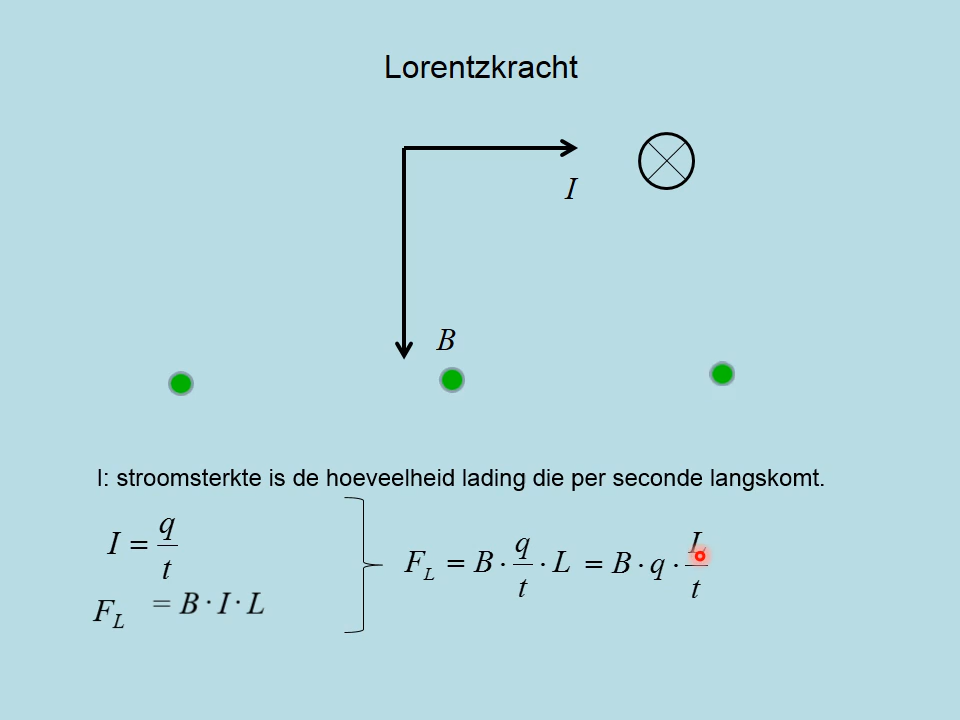 Lorentzkracht
I
B
I: stroomsterkte is de hoeveelheid lading die per seconde langskomt.
I = q/t
F_L = B · q/t · L = B · q · L/t
F_L = B · I · L